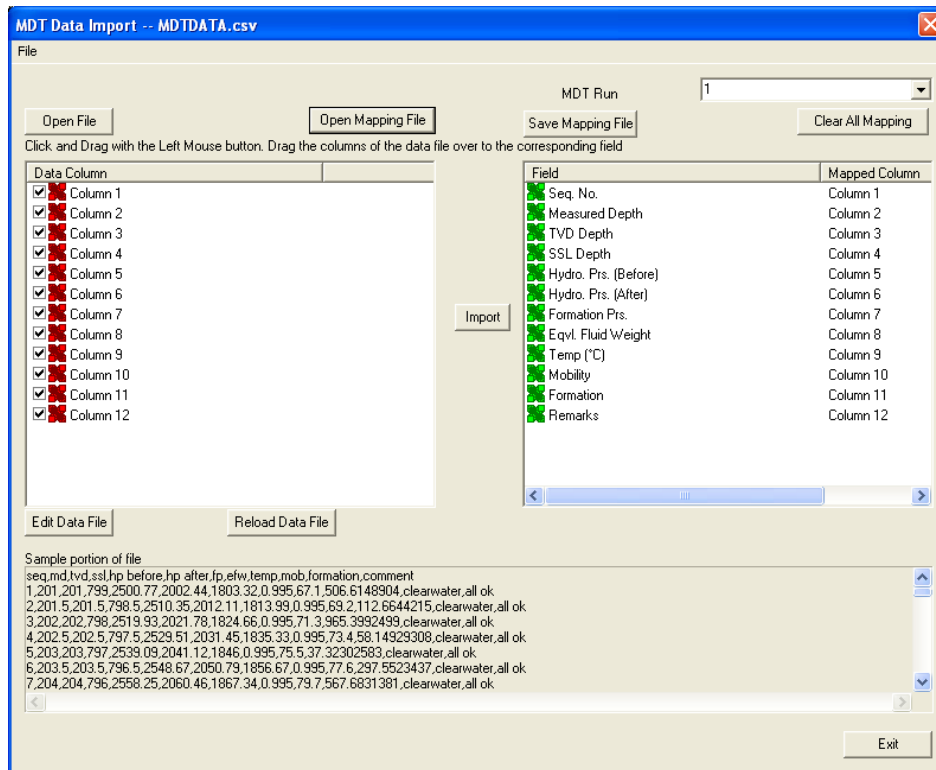 MDT Data Import -- MDTDATA.csv
File
MDT Run 1
Open File Open Mapping File Save Mapping File Clear All Mapping
Click and Drag with the Left Mouse button. Drag the columns of the data file over to the corresponding field
Data Column Field Mapped Column
Column 1 Seq. No. Column 1
Column 2 Measured Depth Column 2
Column 3 TVD Depth Column 3
Column 4 SSL Depth Column 4
Column 5 Hydro. Prs. (Before) Column 5
Column 6 Hydro. Prs. (After) Column 6
Column 7 Formation Prs. Column 7
Column 8 Eqvl. Fluid Weight Column 8
Column 9 Temp (°C) Column 9
Column 10 Mobility Column 10
Column 11 Formation Column 11
Column 12 Remarks Column 12
Import
Edit Data File Reload Data File
Sample portion of file
seq,md,tvd,ssl,hp before,hp after,fp,efw,temp,mob,formation,comment
1,201,201,799,2500.77,2002.44,1803.32,0.995,67.1,506.6148904,clearwater,all ok
2,201.5,201.5,798.5,2510.35,2012.11,1813.99,0.995,69.2,112.6644215,clearwater,all ok
3,202,202,798,2519.93,2021.78,1824.66,0.995,71.3,965.3992499,clearwater,all ok
4,202.5,202.5,797.5,2529.51,2031.45,1835.33,0.995,73.4,58.14929308,clearwater,all ok
5,203,203,797,2539.09,2041.12,1846,0.995,75.5,37.32302583,clearwater,all ok
6,203.5,203.5,796.5,2548.67,2050.79,1856.67,0.995,77.6,297.5523437,clearwater,all ok
7,204,204,796,2558.25,2060.46,1867.34,0.995,79.7,567.6831381,clearwater,all ok
Exit